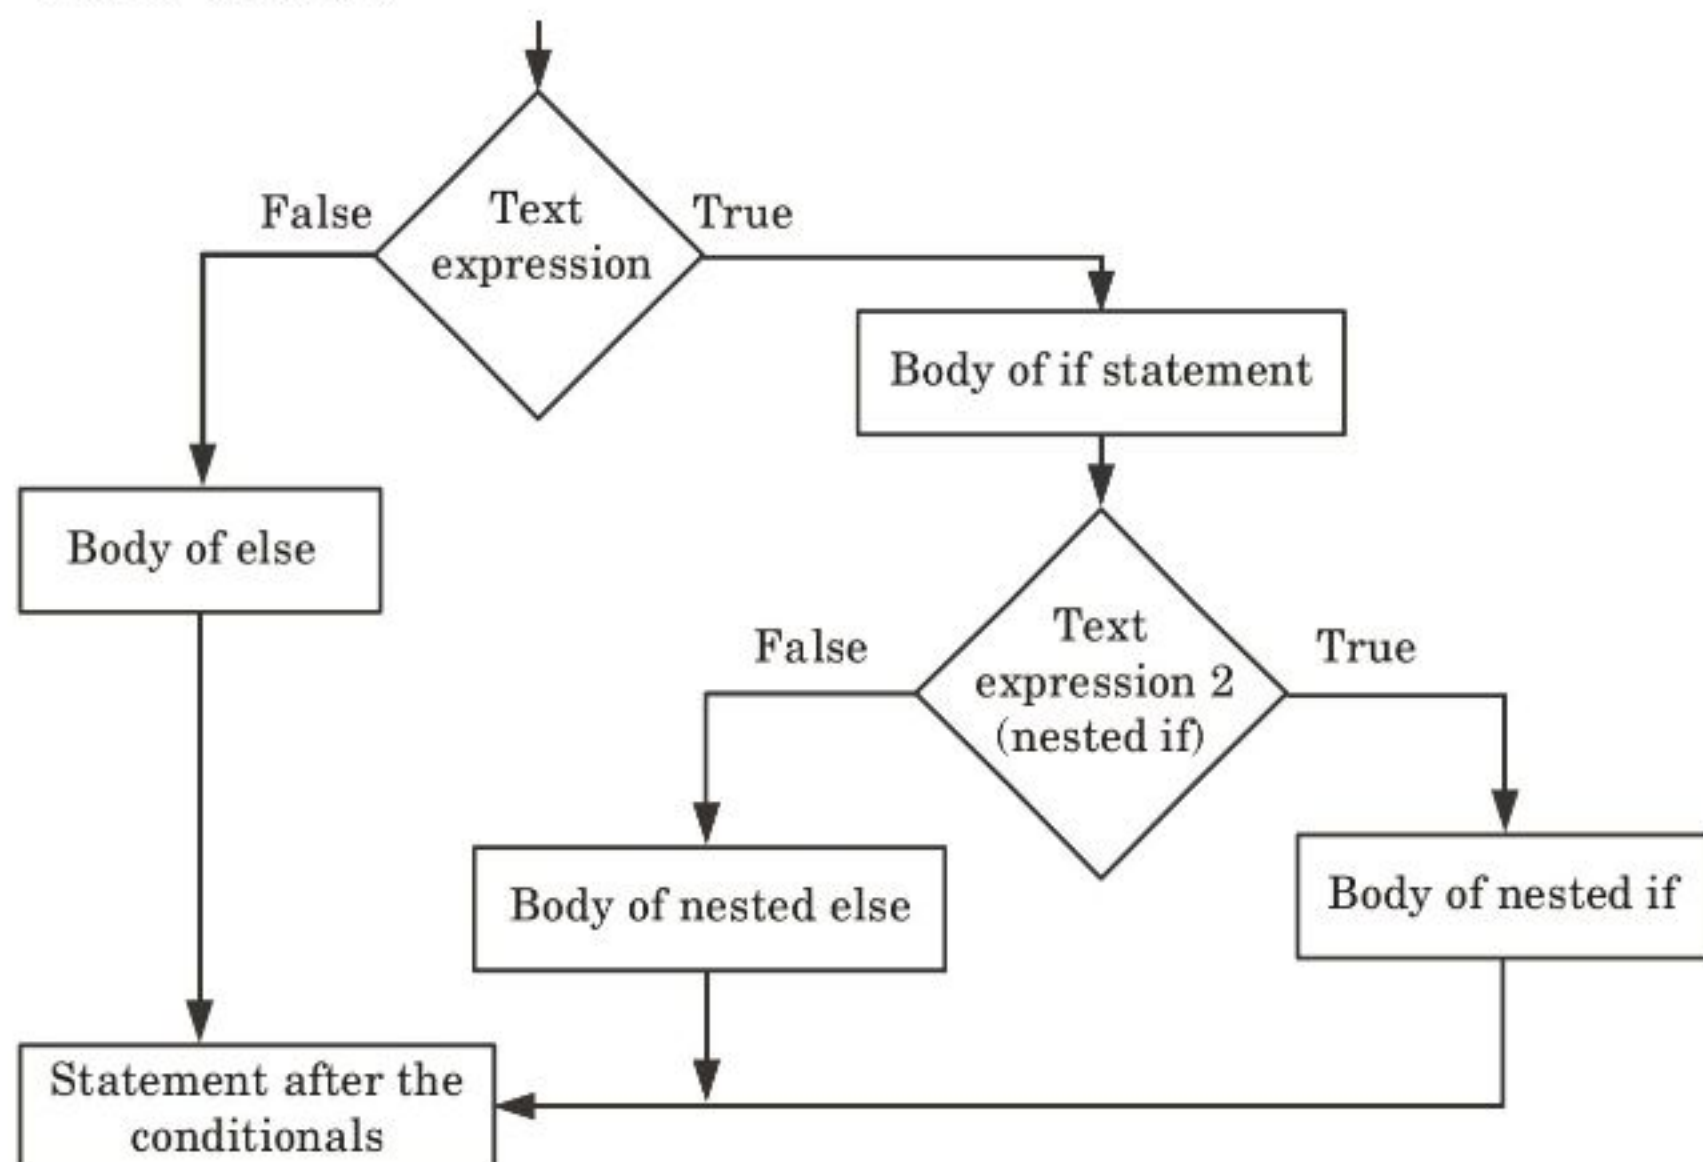 False
Text
expression
True
Body of if statement
Body of else
False
Text
expression 2
(nested if)
True
Body of nested else
Body of nested if
Statement after the
conditionals